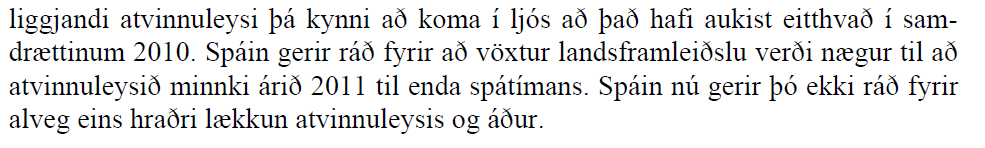 liggjandi atvinnuleysi þá kynni að koma í ljós að það hafi aukist eitthvað í sam-
drættinum 2010. Spáin gerir ráð fyrir að vöxtur landsframleiðslu verði nægur til að
atvinnuleysið minnki árið 2011 til enda spátímans. Spáin nú gerir þó ekki ráð fyrir
alveg eins hraðri lækkun atvinnuleysis og áður.